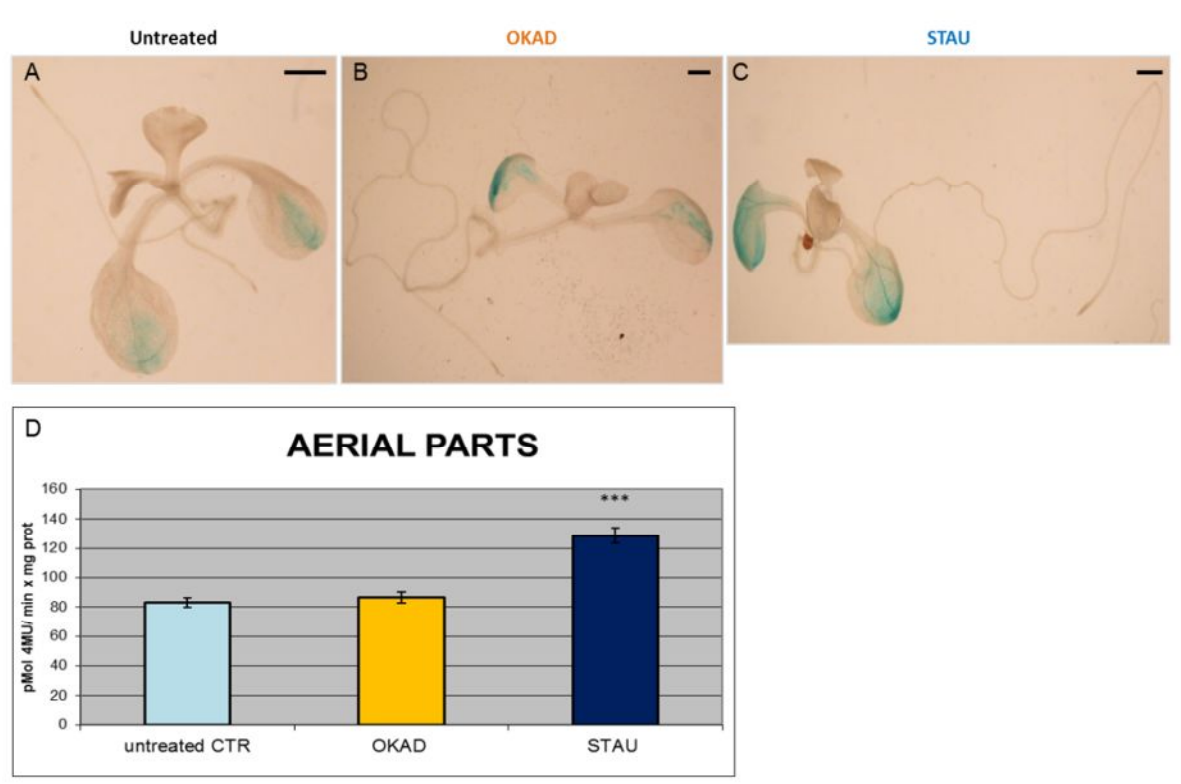 Untreated
OKAD
STAU
A
B
C
D
AERIAL PARTS
pMol 4MU/ min x mg prot
160
140
120
100
80
60
40
20
0
***
untreated CTR
OKAD
STAU